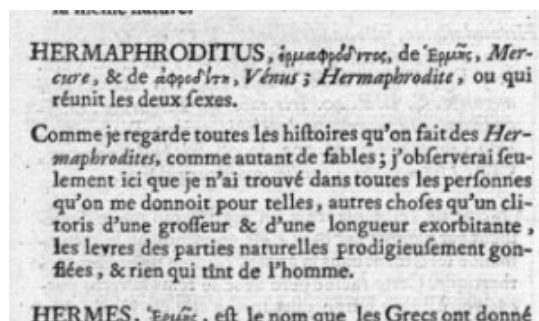 la même nature.
HERMAPHRODITUS, ἑρμαφρόδιτος, de Ἑρμῆς, Mer-
cure, & de ἀφροδίτη, Vénus ; Hermaphrodite, ou qui
réunit les deux ſexes.
Comme je regarde toutes les hiſtoires qu'on fait des Her-
maphrodites, comme autant de fables ; j'obſerverai ſeu-
lement ici que je n'ai trouvé dans toutes les perſonnes
qu'on me donnoit pour telles, autres choſes qu'un cli-
toris d'une groſſeur & d'une longueur exorbitante,
les levres des parties naturelles prodigieuſement gon-
flées, & rien qui tînt de l'homme.
HERMES, Ἑρμῆς, eſt le nom que les Grecs ont donné